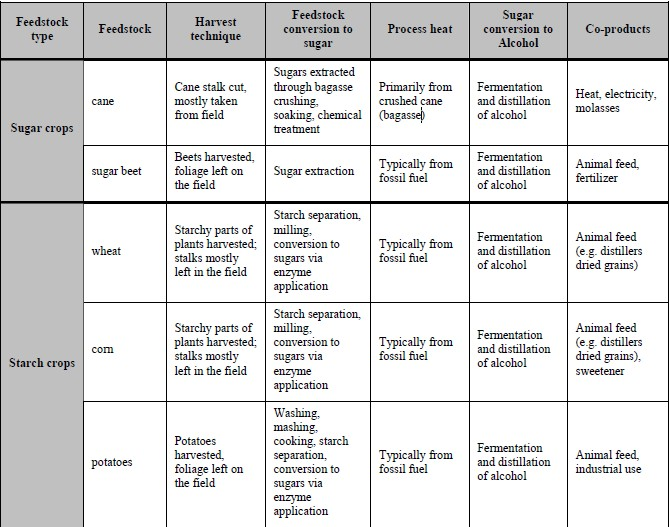 Feedstock
type
Feedstock
Harvest
technique
Feedstock
conversion to
sugar
Process heat
Sugar
conversion to
Alcohol
Co-products
Sugar crops
cane
Cane stalk cut,
mostly taken
from field
Sugars extracted
through bagasse
crushing,
soaking, chemical
treatment
Primarily from
crushed cane
(bagasse)
Fermentation
and distillation
of alcohol
Heat, electricity,
molasses
sugar beet
Beets harvested,
foliage left on
the field
Sugar extraction
Typically from
fossil fuel
Fermentation
and distillation
of alcohol
Animal feed,
fertilizer
Starch crops
wheat
Starchy parts of
plants harvested;
stalks mostly
left in the field
Starch separation,
milling,
conversion to
sugars via
enzyme
application
Typically from
fossil fuel
Fermentation
and distillation
of alcohol
Animal feed
(e.g. distillers
dried grains)
corn
Starchy parts of
plants harvested;
stalks mostly
left in the field
Starch separation,
milling,
conversion to
sugars via
enzyme
application
Typically from
fossil fuel
Fermentation
and distillation
of alcohol
Animal feed
(e.g. distillers
dried grains),
sweetener
potatoes
Potatoes
harvested,
foliage left on
the field
Washing,
mashing,
cooking, starch
separation,
conversion to
sugars via
enzyme
application
Typically from
fossil fuel
Fermentation
and distillation
of alcohol
Animal feed,
industrial use